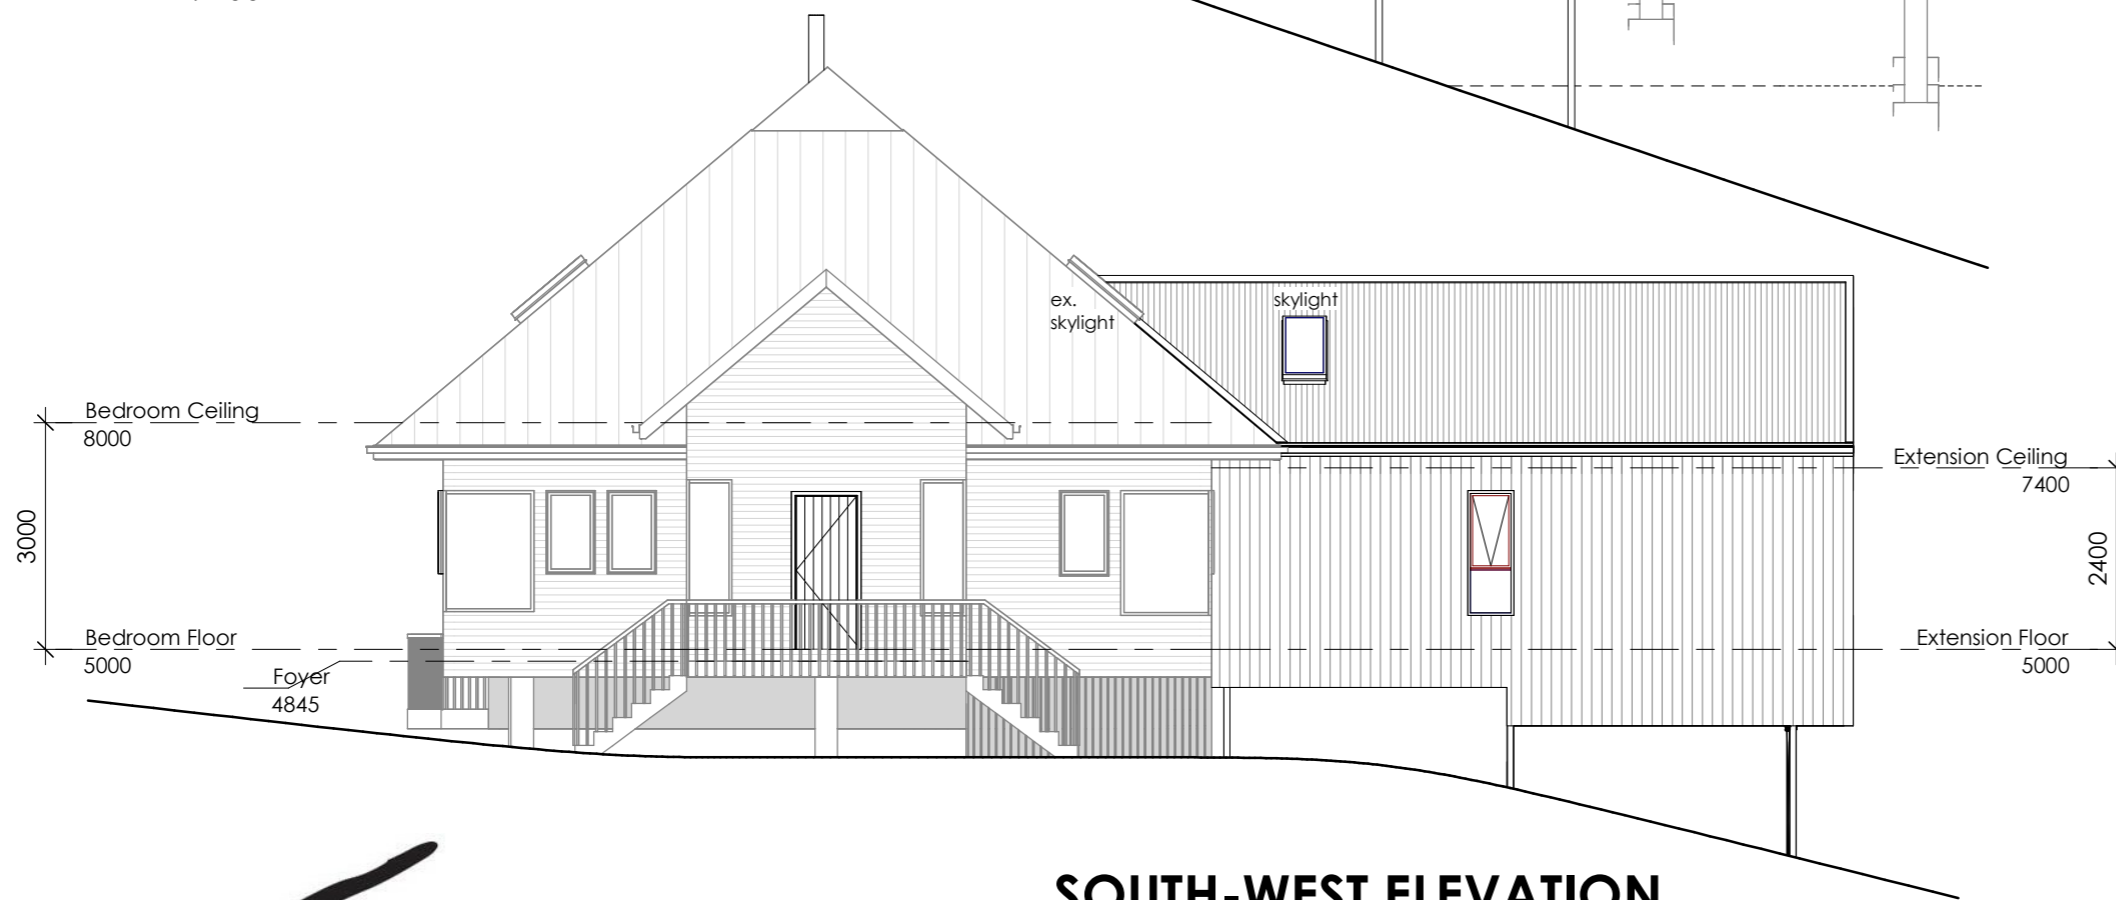 ex.
skylight
skylight
Bedroom Ceiling
8000
Extension Ceiling
7400
3000
2400
Bedroom Floor
5000
Extension Floor
5000
Foyer
4845
SOUTH-WEST ELEVATION